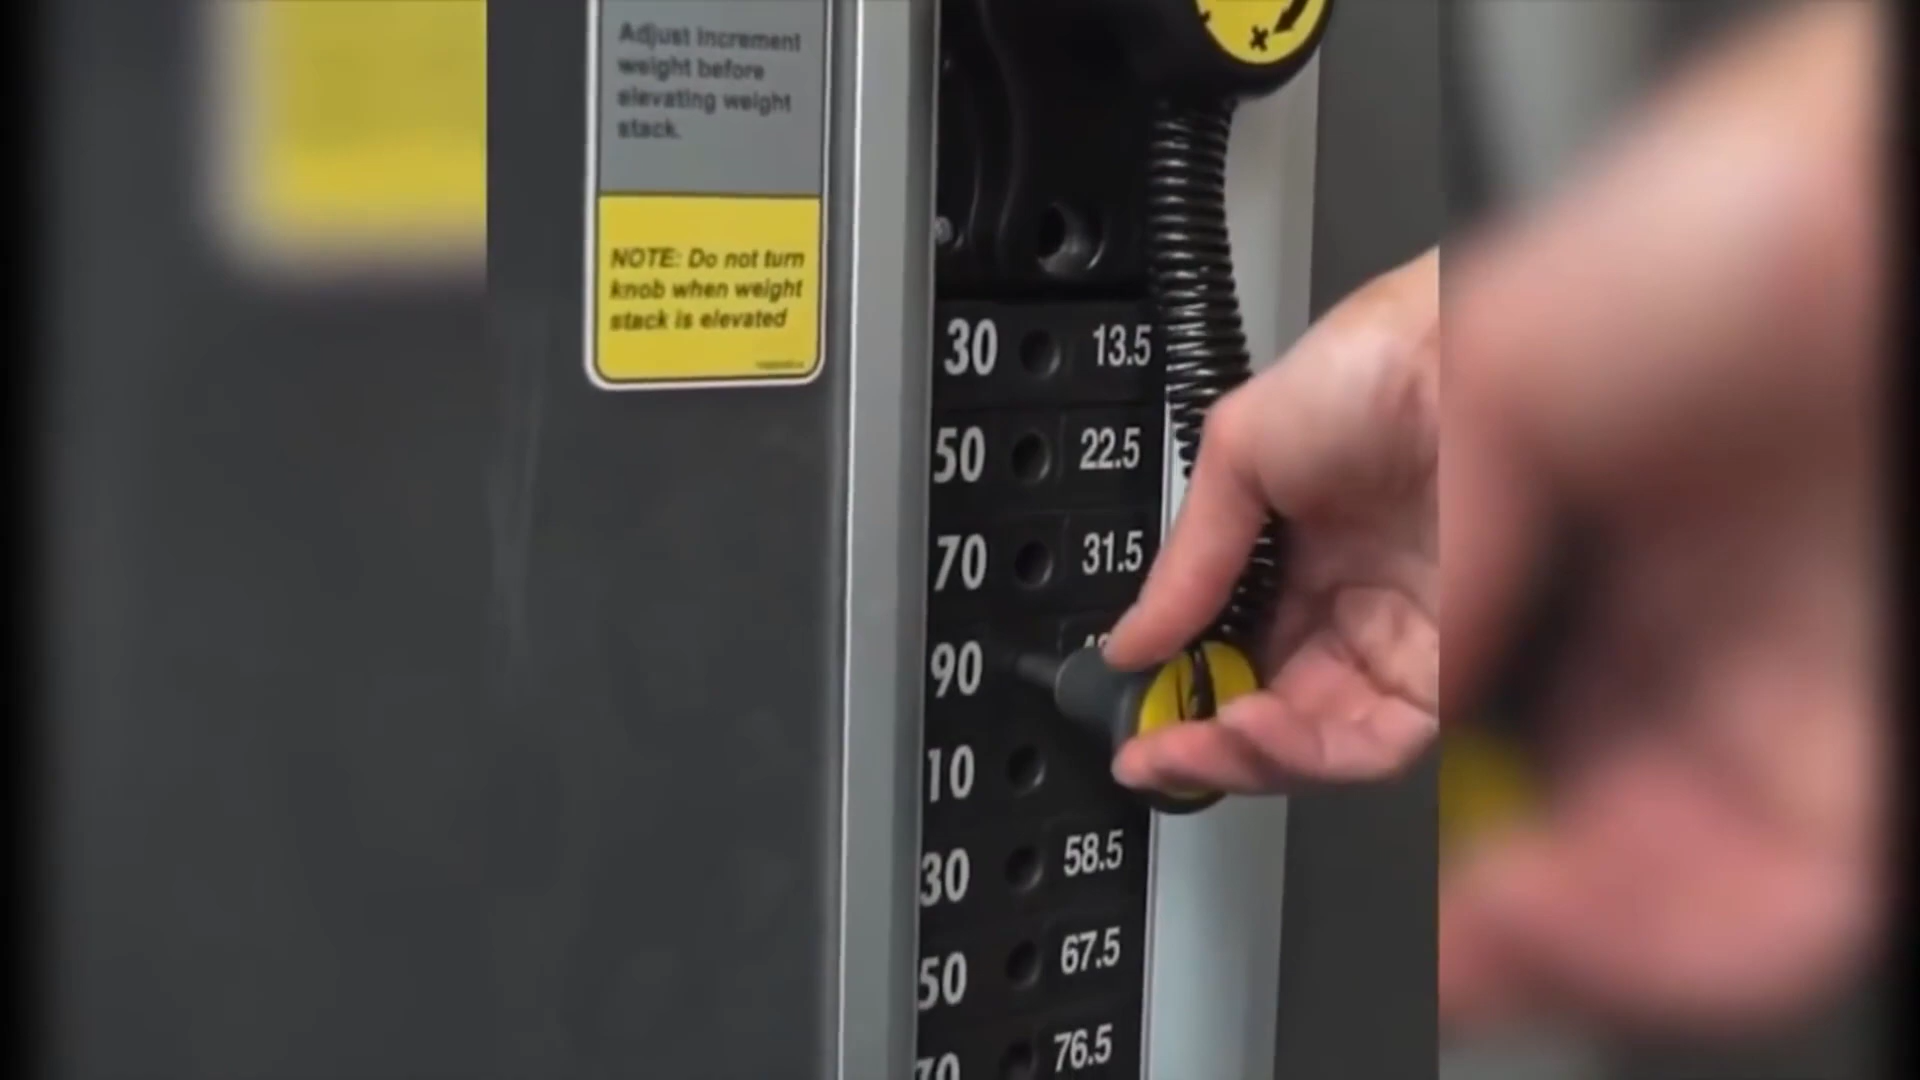 Adjust increment
weight before
elevating weight
stack.
NOTE: Do not turn
knob when weight
stack is elevated
30 13.5
50 22.5
70 31.5
90
10
30 58.5
50 67.5
70 76.5